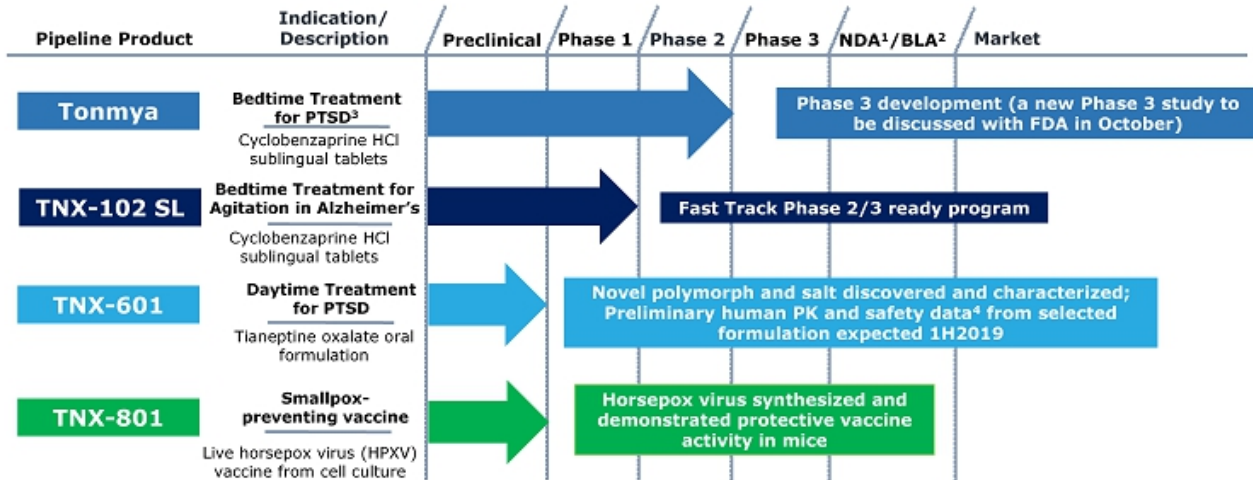 Pipeline Product
Indication/
Description
Preclinical
Phase 1
Phase 2
Phase 3
NDA¹/BLA²
Market
Tonmya
Bedtime Treatment
for PTSD³
Cyclobenzaprine HCl
sublingual tablets
Phase 3 development (a new Phase 3 study to
be discussed with FDA in October)
TNX-102 SL
Bedtime Treatment for
Agitation in Alzheimer's
Cyclobenzaprine HCl
sublingual tablets
Fast Track Phase 2/3 ready program
TNX-601
Daytime Treatment
for PTSD
Tianeptine oxalate oral
formulation
Novel polymorph and salt discovered and characterized;
Preliminary human PK and safety data⁴ from selected
formulation expected 1H2019
TNX-801
Smallpox-
preventing vaccine
Live horsepox virus (HPXV)
vaccine from cell culture
Horsepox virus synthesized and
demonstrated protective vaccine
activity in mice